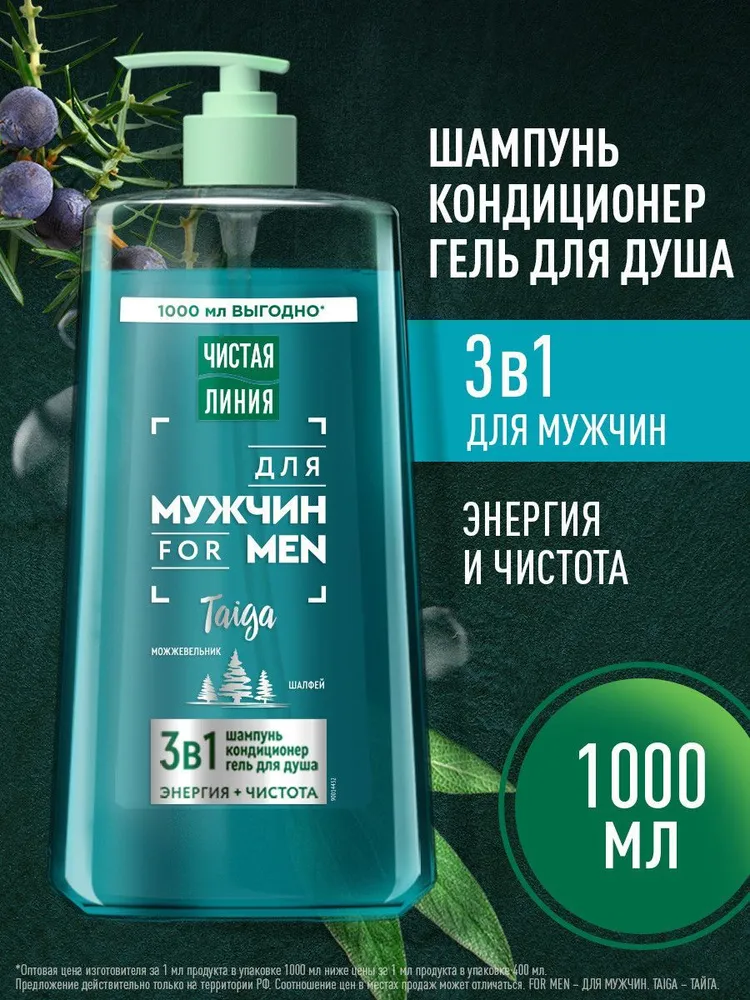 ШАМПУНЬ
КОНДИЦИОНЕР
ГЕЛЬ ДЛЯ ДУША
3в1
ДЛЯ МУЖЧИН
ЭНЕРГИЯ
И ЧИСТОТА
1000
МЛ
1000 мл ВЫГОДНО*
ЧИСТАЯ
ЛИНИЯ
ДЛЯ
МУЖЧИН
FOR MEN
Taiga
МОЖЖЕВЕЛЬНИК
ШАЛФЕЙ
3в1 шампунь
кондиционер
гель для душа
ЭНЕРГИЯ + ЧИСТОТА
*Оптовая цена изготовителя за 1 мл продукта в упаковке 1000 мл ниже цены за 1 мл продукта в упаковке 400 мл.
Предложение действительно только на территории РФ. Соотношение цен в местах продаж может отличаться. FOR MEN – ДЛЯ МУЖЧИН. TAIGA – ТАЙГА.